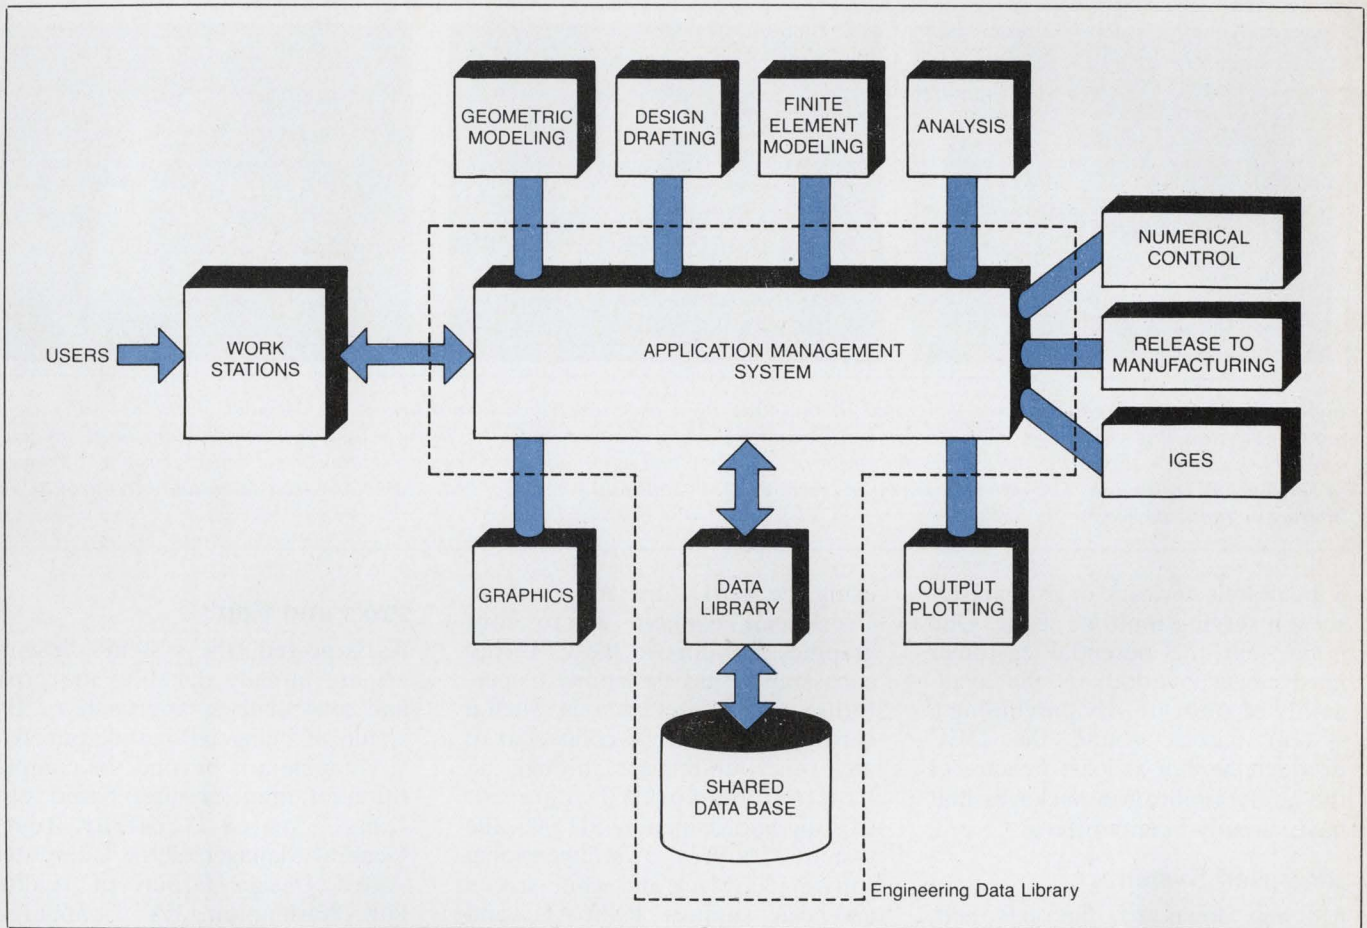 GEOMETRIC
MODELING
DESIGN
DRAFTING
FINITE
ELEMENT
MODELING
ANALYSIS
NUMERICAL
CONTROL
USERS
WORK
STATIONS
APPLICATION MANAGEMENT
SYSTEM
RELEASE TO
MANUFACTURING
IGES
GRAPHICS
DATA
LIBRARY
OUTPUT
PLOTTING
SHARED
DATA BASE
Engineering Data Library